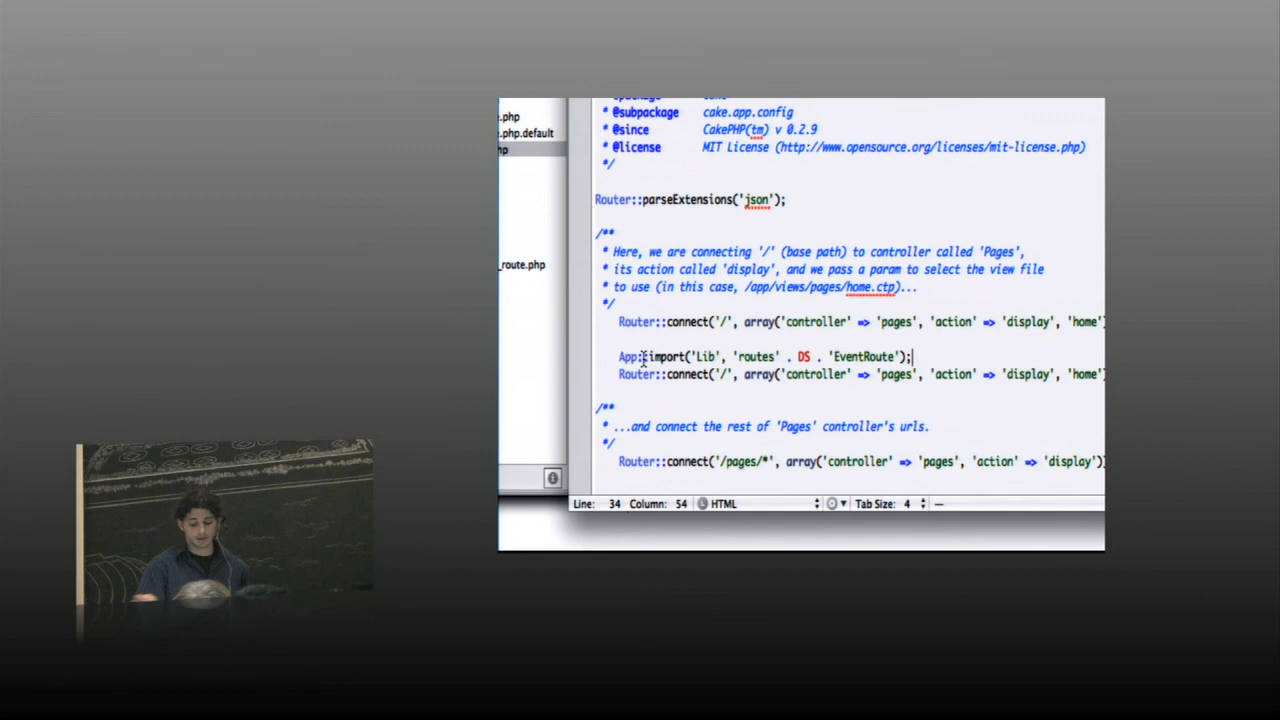 .php
.php.default
hp
_route.php
* @subpackage cake.app.config
* @since CakePHP(tm) v 0.2.9
* @license MIT License (http://www.opensource.org/licenses/mit-license.php)
*/
Router::parseExtensions('json');
/**
* Here, we are connecting '/' (base path) to controller called 'Pages',
* its action called 'display', and we pass a param to select the view file
* to use (in this case, /app/views/pages/home.ctp)...
*/
Router::connect('/', array('controller' => 'pages', 'action' => 'display', 'home')
App::import('Lib', 'routes' . DS . 'EventRoute');
Router::connect('/', array('controller' => 'pages', 'action' => 'display', 'home')
/**
* ...and connect the rest of 'Pages' controller's urls.
*/
Router::connect('/pages/*', array('controller' => 'pages', 'action' => 'display'))
Line: 34 Column: 54 L HTML Tab Size: 4 —